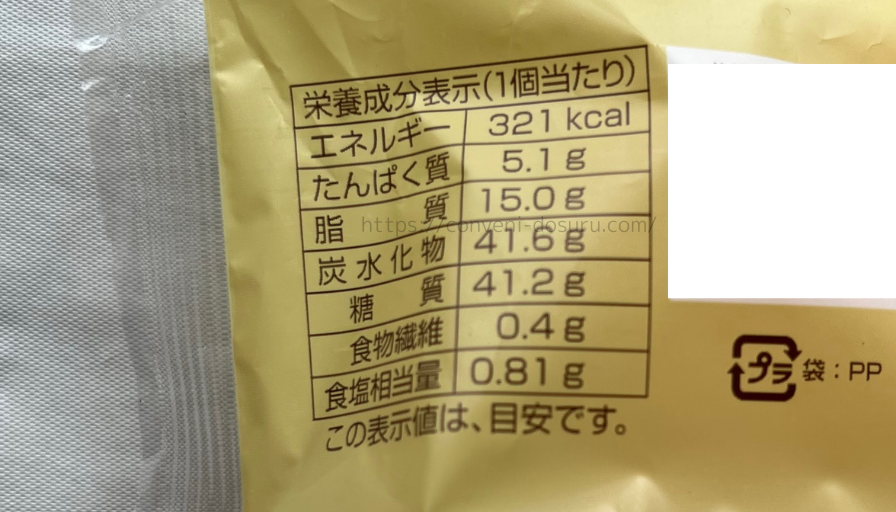 栄養成分表示(1個当たり)
エネルギー 321 kcal
たんぱく質 5.1 g
脂質 15.0 g
炭水化物 41.6 g
糖質 41.2 g
食物繊維 0.4 g
食塩相当量 0.81 g
この表示値は、目安です。
https://conveni-dosuru.com/
プラ 袋:PP